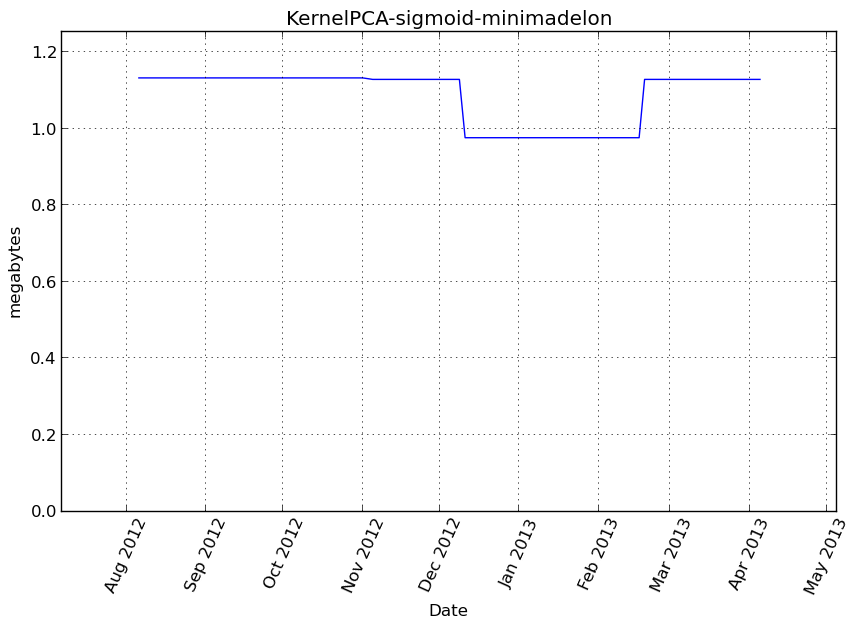 KernelPCA-sigmoid-minimadelon
1.2
1.0
0.8
0.6
0.4
0.2
0.0
megabytes
Aug 2012
Sep 2012
Oct 2012
Nov 2012
Dec 2012
Jan 2013
Feb 2013
Mar 2013
Apr 2013
May 2013
Date